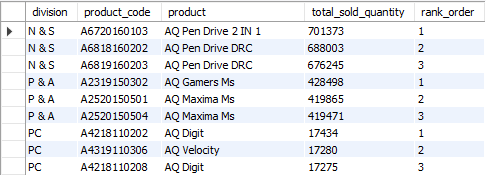 division product_code product total_sold_quantity rank_order
N & S A6720160103 AQ Pen Drive 2 IN 1 701373 1
N & S A6818160202 AQ Pen Drive DRC 688003 2
N & S A6819160203 AQ Pen Drive DRC 676245 3
P & A A2319150302 AQ Gamers Ms 428498 1
P & A A2520150501 AQ Maxima Ms 419865 2
P & A A2520150504 AQ Maxima Ms 419471 3
PC A4218110202 AQ Digit 17434 1
PC A4319110306 AQ Velocity 17280 2
PC A4218110208 AQ Digit 17275 3